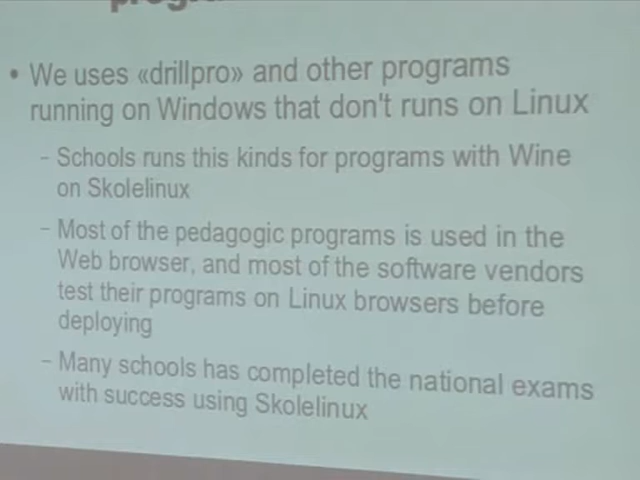 • We uses «drillpro» and other programs
running on Windows that don't runs on Linux
- Schools runs this kinds for programs with Wine
on Skolelinux
- Most of the pedagogic programs is used in the
Web browser, and most of the software vendors
test their programs on Linux browsers before
deploying
- Many schools has completed the national exams
with success using Skolelinux